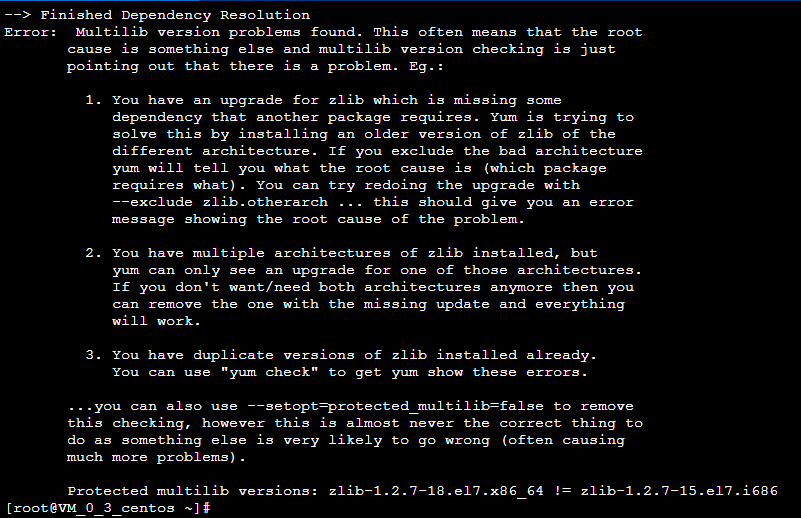 --> Finished Dependency Resolution
Error:  Multilib version problems found. This often means that the root
       cause is something else and multilib version checking is just
       pointing out that there is a problem. Eg.:
         1. You have an upgrade for zlib which is missing some
            dependency that another package requires. Yum is trying to
            solve this by installing an older version of zlib of the
            different architecture. If you exclude the bad architecture
            yum will tell you what the root cause is (which package
            requires what). You can try redoing the upgrade with
            --exclude zlib.otherarch ... this should give you an error
            message showing the root cause of the problem.
         2. You have multiple architectures of zlib installed, but
            yum can only see an upgrade for one of those architectures.
            If you don't want/need both architectures anymore then you
            can remove the one with the missing update and everything
            will work.
         3. You have duplicate versions of zlib installed already.
            You can use "yum check" to get yum show these errors.
       ...you can also use --setopt=protected_multilib=false to remove
       this checking, however this is almost never the correct thing to
       do as something else is very likely to go wrong (often causing
       much more problems).
       Protected multilib versions: zlib-1.2.7-18.el7.x86_64 != zlib-1.2.7-15.el7.i686
[root@VM_0_3_centos ~]#